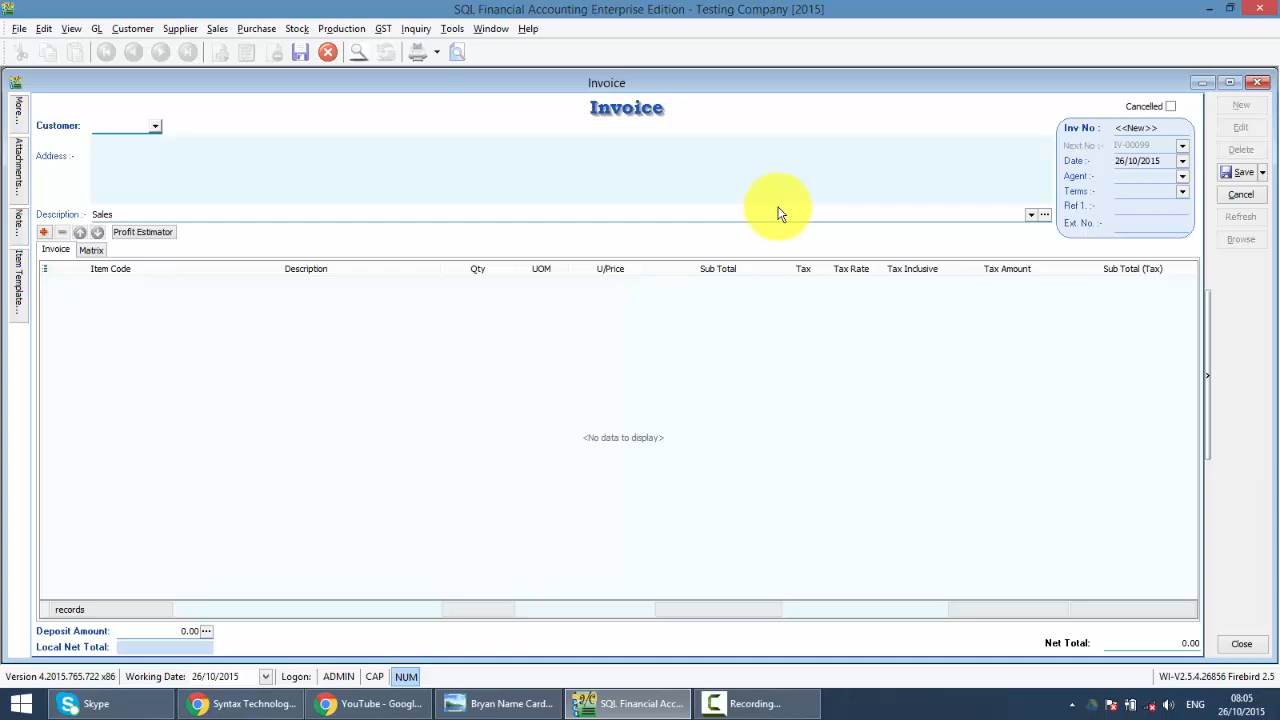 SQL Financial Accounting Enterprise Edition - Testing Company [2015]
File Edit View GL Customer Supplier Sales Purchase Stock Production GST Inquiry Tools Window Help
Invoice
Invoice
Cancelled
New
More...
Customer:
Inv No : <<New>>
Edit
Next No :- IV-00099
Delete
Address :-
Date :- 26/10/2015
Attachments...
Agent :-
Save
Terms :-
Cancel
Ref 1. :-
Description :- Sales
Refresh
Note...
Ext. No. :-
Profit Estimator
Browse
Invoice Matrix
Item Template...
Item Code Description Qty UOM U/Price Sub Total Tax Tax Rate Tax Inclusive Tax Amount Sub Total (Tax)
<No data to display>
records
Deposit Amount: 0.00
Local Net Total:
Net Total: 0.00
Close
Version 4.2015.765.722 x86 Working Date: 26/10/2015 Logon: ADMIN CAP NUM WI-V2.5.4.26856 Firebird 2.5
Skype Syntax Technolog... YouTube - Googl... Bryan Name Card... SQL Financial Acc... Recording... ENG 08:05
26/10/2015